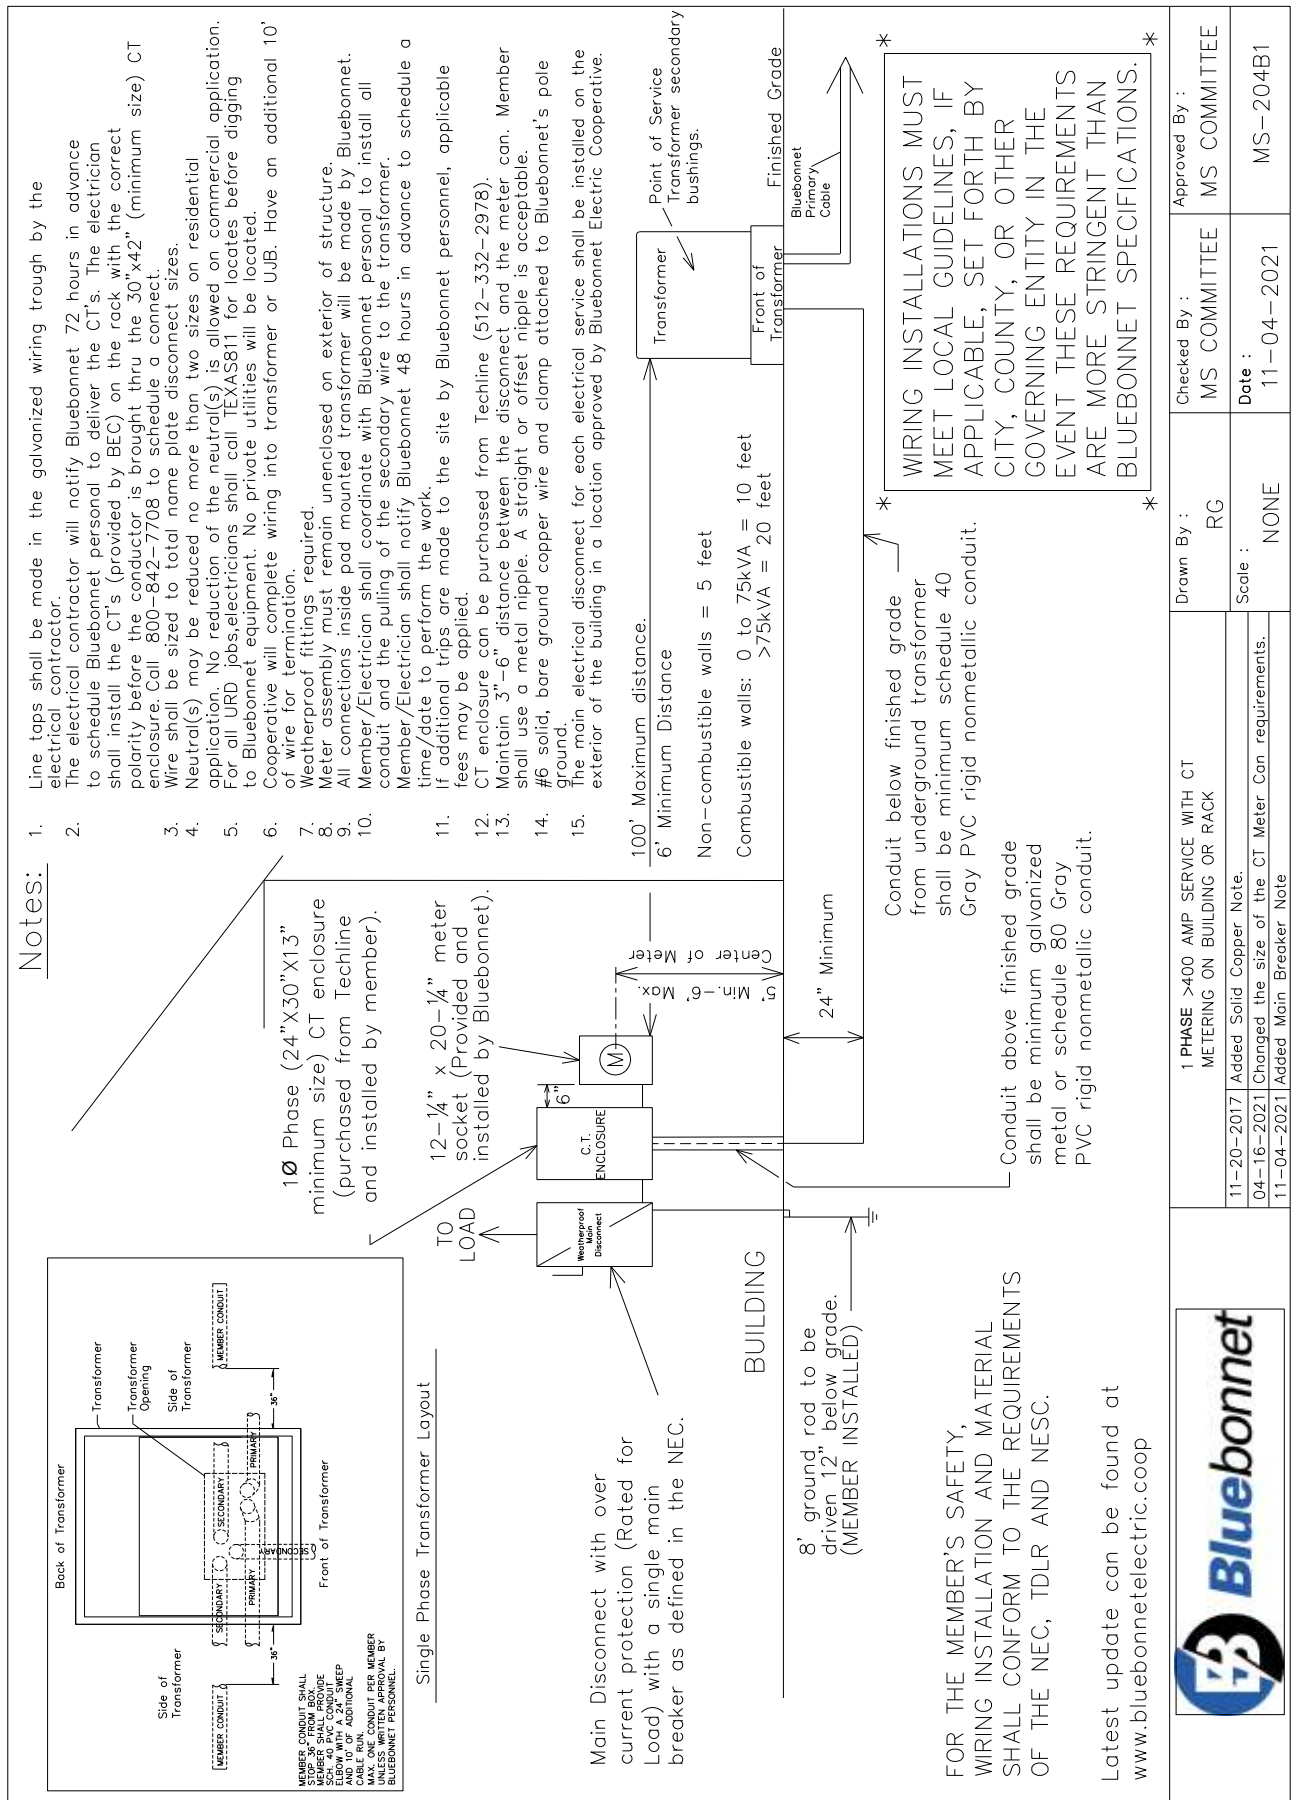 Notes:
1. Line taps shall be made in the galvanized wiring trough by the
electrical contractor.
2. The electrical contractor will notify Bluebonnet 72 hours in advance
to schedule Bluebonnet personal to deliver the CT's. The electrician
shall install the CT's (provided by BEC) on the rack with the correct
polarity before the conductor is brought thru the 30"x42" (minimum size) CT
enclosure. Call 800-842-7708 to schedule a connect.
3. Wire shall be sized to total name plate disconnect sizes.
4. Neutral(s) may be reduced no more than two sizes on residential
application. No reduction of the neutral(s) is allowed on commercial application.
5. For all URD jobs,electricians shall call TEXAS811 for locates before digging
to Bluebonnet equipment. No private utilities will be located.
6. Cooperative will complete wiring into transformer or UJB. Have an additional 10'
of wire for termination.
7. Weatherproof fittings required.
8. Meter assembly must remain unenclosed on exterior of structure.
9. All connections inside pad mounted transformer will be made by Bluebonnet.
10. Member/Electrician shall coordinate with Bluebonnet personal to install all
conduit and the pulling of the secondary wire to the transformer.
Member/Electrician shall notify Bluebonnet 48 hours in advance to schedule a
time/date to perform the work.
11. If additional trips are made to the site by Bluebonnet personnel, applicable
fees may be applied.
12. CT enclosure can be purchased from Techline (512-332-2978).
13. Maintain 3"-6" distance between the disconnect and the meter can. Member
shall use a metal nipple. A straight or offset nipple is acceptable.
14. #6 solid, bare ground copper wire and clamp attached to Bluebonnet's pole
ground.
15. The main electrical disconnect for each electrical service shall be installed on the
exterior of the building in a location approved by Bluebonnet Electric Cooperative.
Back of Transformer
Transformer
Transformer
Opening
Side of
Transformer
Side of
Transformer
MEMBER CONDUIT
MEMBER CONDUIT
36"
36"
SECONDARY
SECONDARY
PRIMARY
PRIMARY
SECONDARY
Front of Transformer
MEMBER CONDUIT SHALL
STOP 36" FROM BOX.
MEMBER SHALL PROVIDE
SCH. 40 PVC CONDUIT
ELBOW WITH A 24" SWEEP
AND 10' OF ADDITIONAL
CABLE RUN.
MAX. ONE CONDUIT PER MEMBER
UNLESS WRITTEN APPROVAL BY
BLUEBONNET PERSONNEL.
Single Phase Transformer Layout
1Ø Phase (24"X30"X13"
minimum size) CT enclosure
(purchased from Techline
and installed by member).
12-¼" x 20-¼" meter
socket (Provided and
installed by Bluebonnet).
TO
LOAD
Weatherproof
Main
Disconnect
C.T.
ENCLOSURE
6"
M
5' Min.-6' Max.
Center of Meter
100' Maximum distance.
6' Minimum Distance
Non-combustible walls = 5 feet
Combustible walls: 0 to 75kVA = 10 feet
>75kVA = 20 feet
Transformer
Front of
Transformer
Point of Service
Transformer secondary
bushings.
Finished Grade
Bluebonnet
Primary
Cable
Main Disconnect with over
current protection (Rated for
Load) with a single main
breaker as defined in the NEC.
BUILDING
24" Minimum
8' ground rod to be
driven 12" below grade.
(MEMBER INSTALLED)
Conduit above finished grade
shall be minimum galvanized
metal or schedule 80 Gray
PVC rigid nonmetallic conduit.
Conduit below finished grade
from underground transformer
shall be minimum schedule 40
Gray PVC rigid nonmetallic conduit.
* *
WIRING INSTALLATIONS MUST
MEET LOCAL GUIDELINES, IF
APPLICABLE, SET FORTH BY
CITY, COUNTY, OR OTHER
GOVERNING ENTITY IN THE
EVENT THESE REQUIREMENTS
ARE MORE STRINGENT THAN
BLUEBONNET SPECIFICATIONS.
* *
FOR THE MEMBER'S SAFETY,
WIRING INSTALLATION AND MATERIAL
SHALL CONFORM TO THE REQUIREMENTS
OF THE NEC, TDLR AND NESC.
Latest update can be found at
www.bluebonnetelectric.coop
Bluebonnet
1 PHASE >400 AMP SERVICE WITH CT
METERING ON BUILDING OR RACK
11-20-2017 Added Solid Copper Note.
04-16-2021 Changed the size of the CT Meter Can requirements.
11-04-2021 Added Main Breaker Note
Drawn By :
RG
Checked By :
MS COMMITTEE
Approved By :
MS COMMITTEE
Scale :
NONE
Date :
11-04-2021
MS-204B1